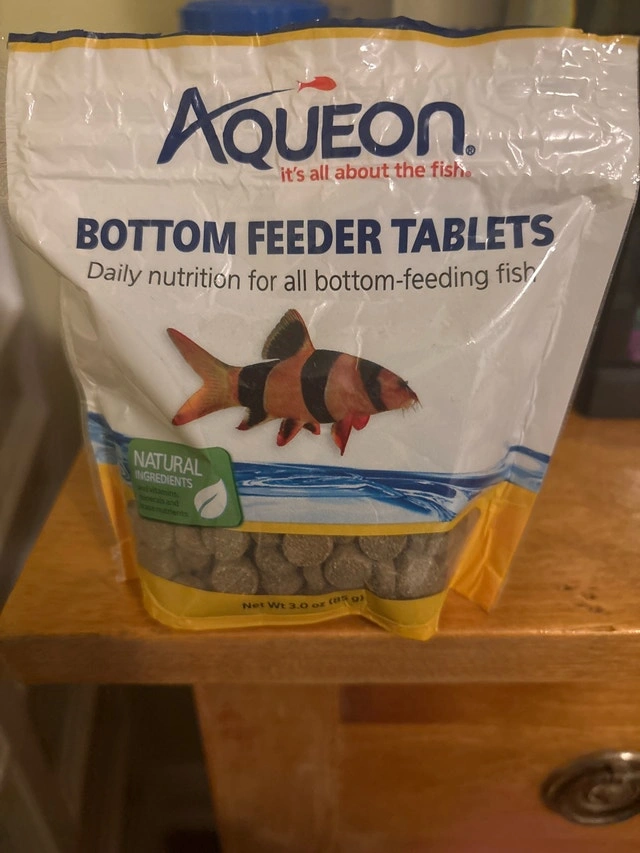 AQUEON®
it's all about the fish®
BOTTOM FEEDER TABLETS
Daily nutrition for all bottom-feeding fish
NATURAL
INGREDIENTS
Net Wt 3.0 oz (85 g)